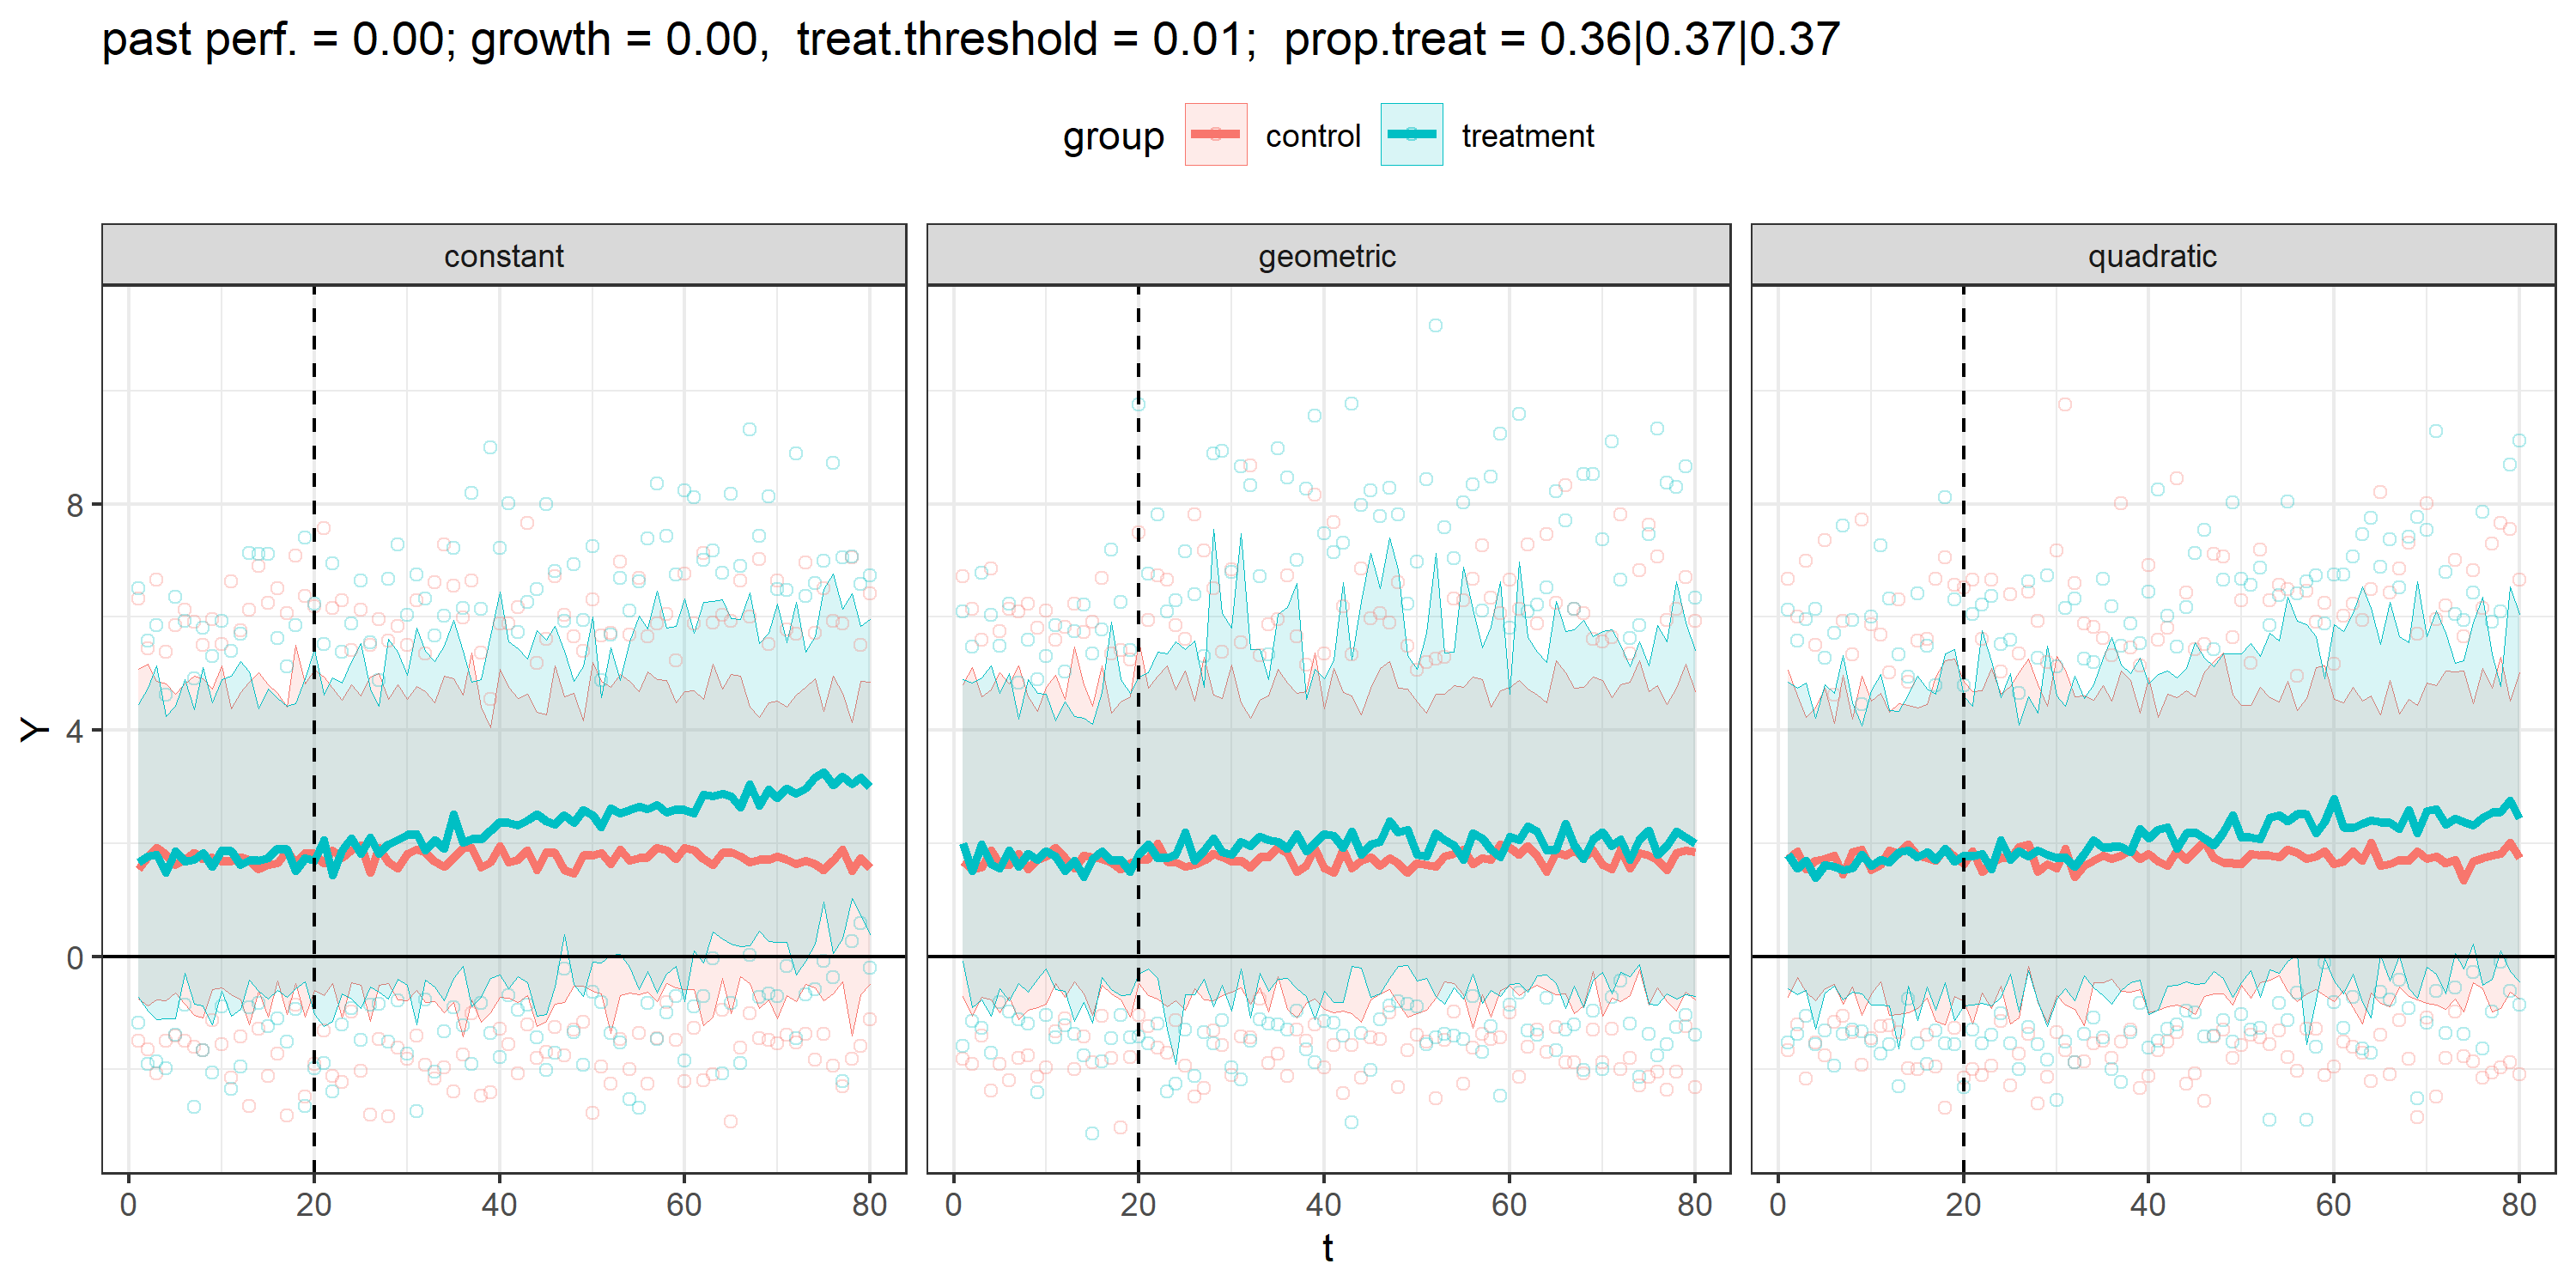 past perf. = 0.00; growth = 0.00,  treat.threshold = 0.01;  prop.treat = 0.36|0.37|0.37
group control treatment
constant geometric quadratic
Y
8
4
0
0 20 40 60 80 0 20 40 60 80 0 20 40 60 80
t